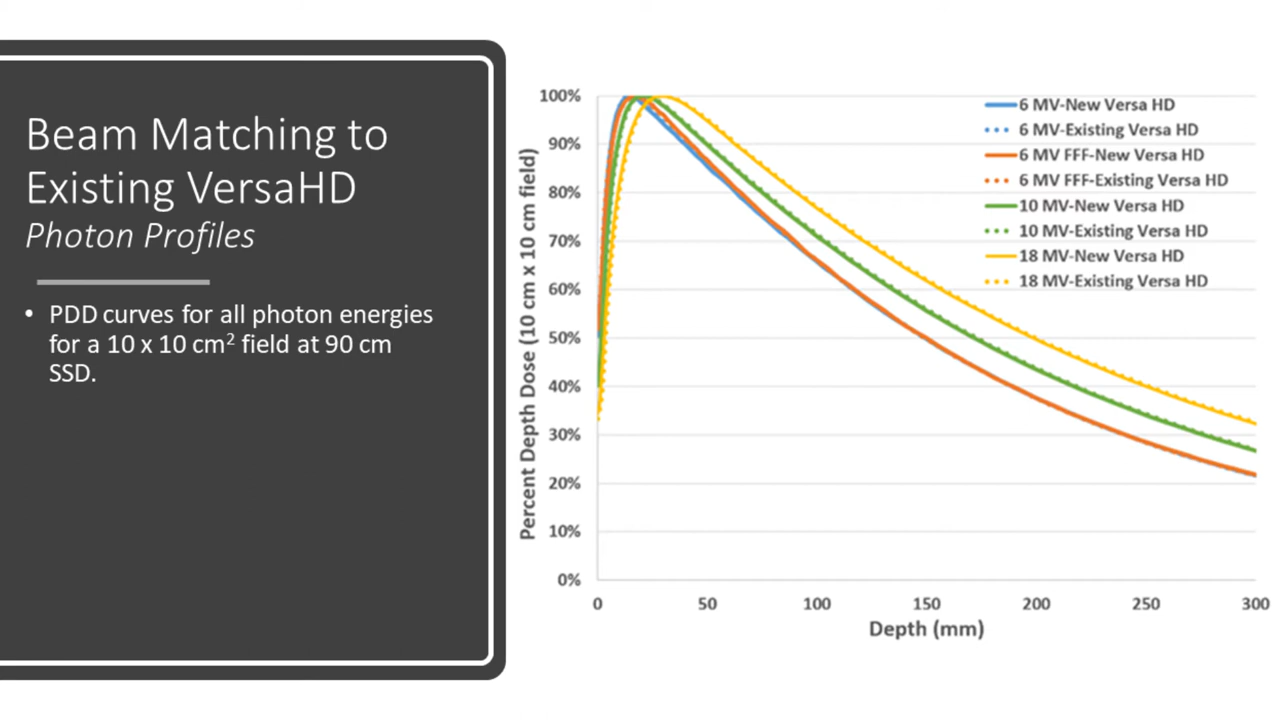 Beam Matching to
Existing VersaHD
Photon Profiles
• PDD curves for all photon energies
for a 10 x 10 cm² field at 90 cm
SSD.
Percent Depth Dose (10 cm x 10 cm field)
100%
90%
80%
70%
60%
50%
40%
30%
20%
10%
0%
6 MV-New Versa HD
6 MV-Existing Versa HD
6 MV FFF-New Versa HD
6 MV FFF-Existing Versa HD
10 MV-New Versa HD
10 MV-Existing Versa HD
18 MV-New Versa HD
18 MV-Existing Versa HD
0 50 100 150 200 250 300
Depth (mm)